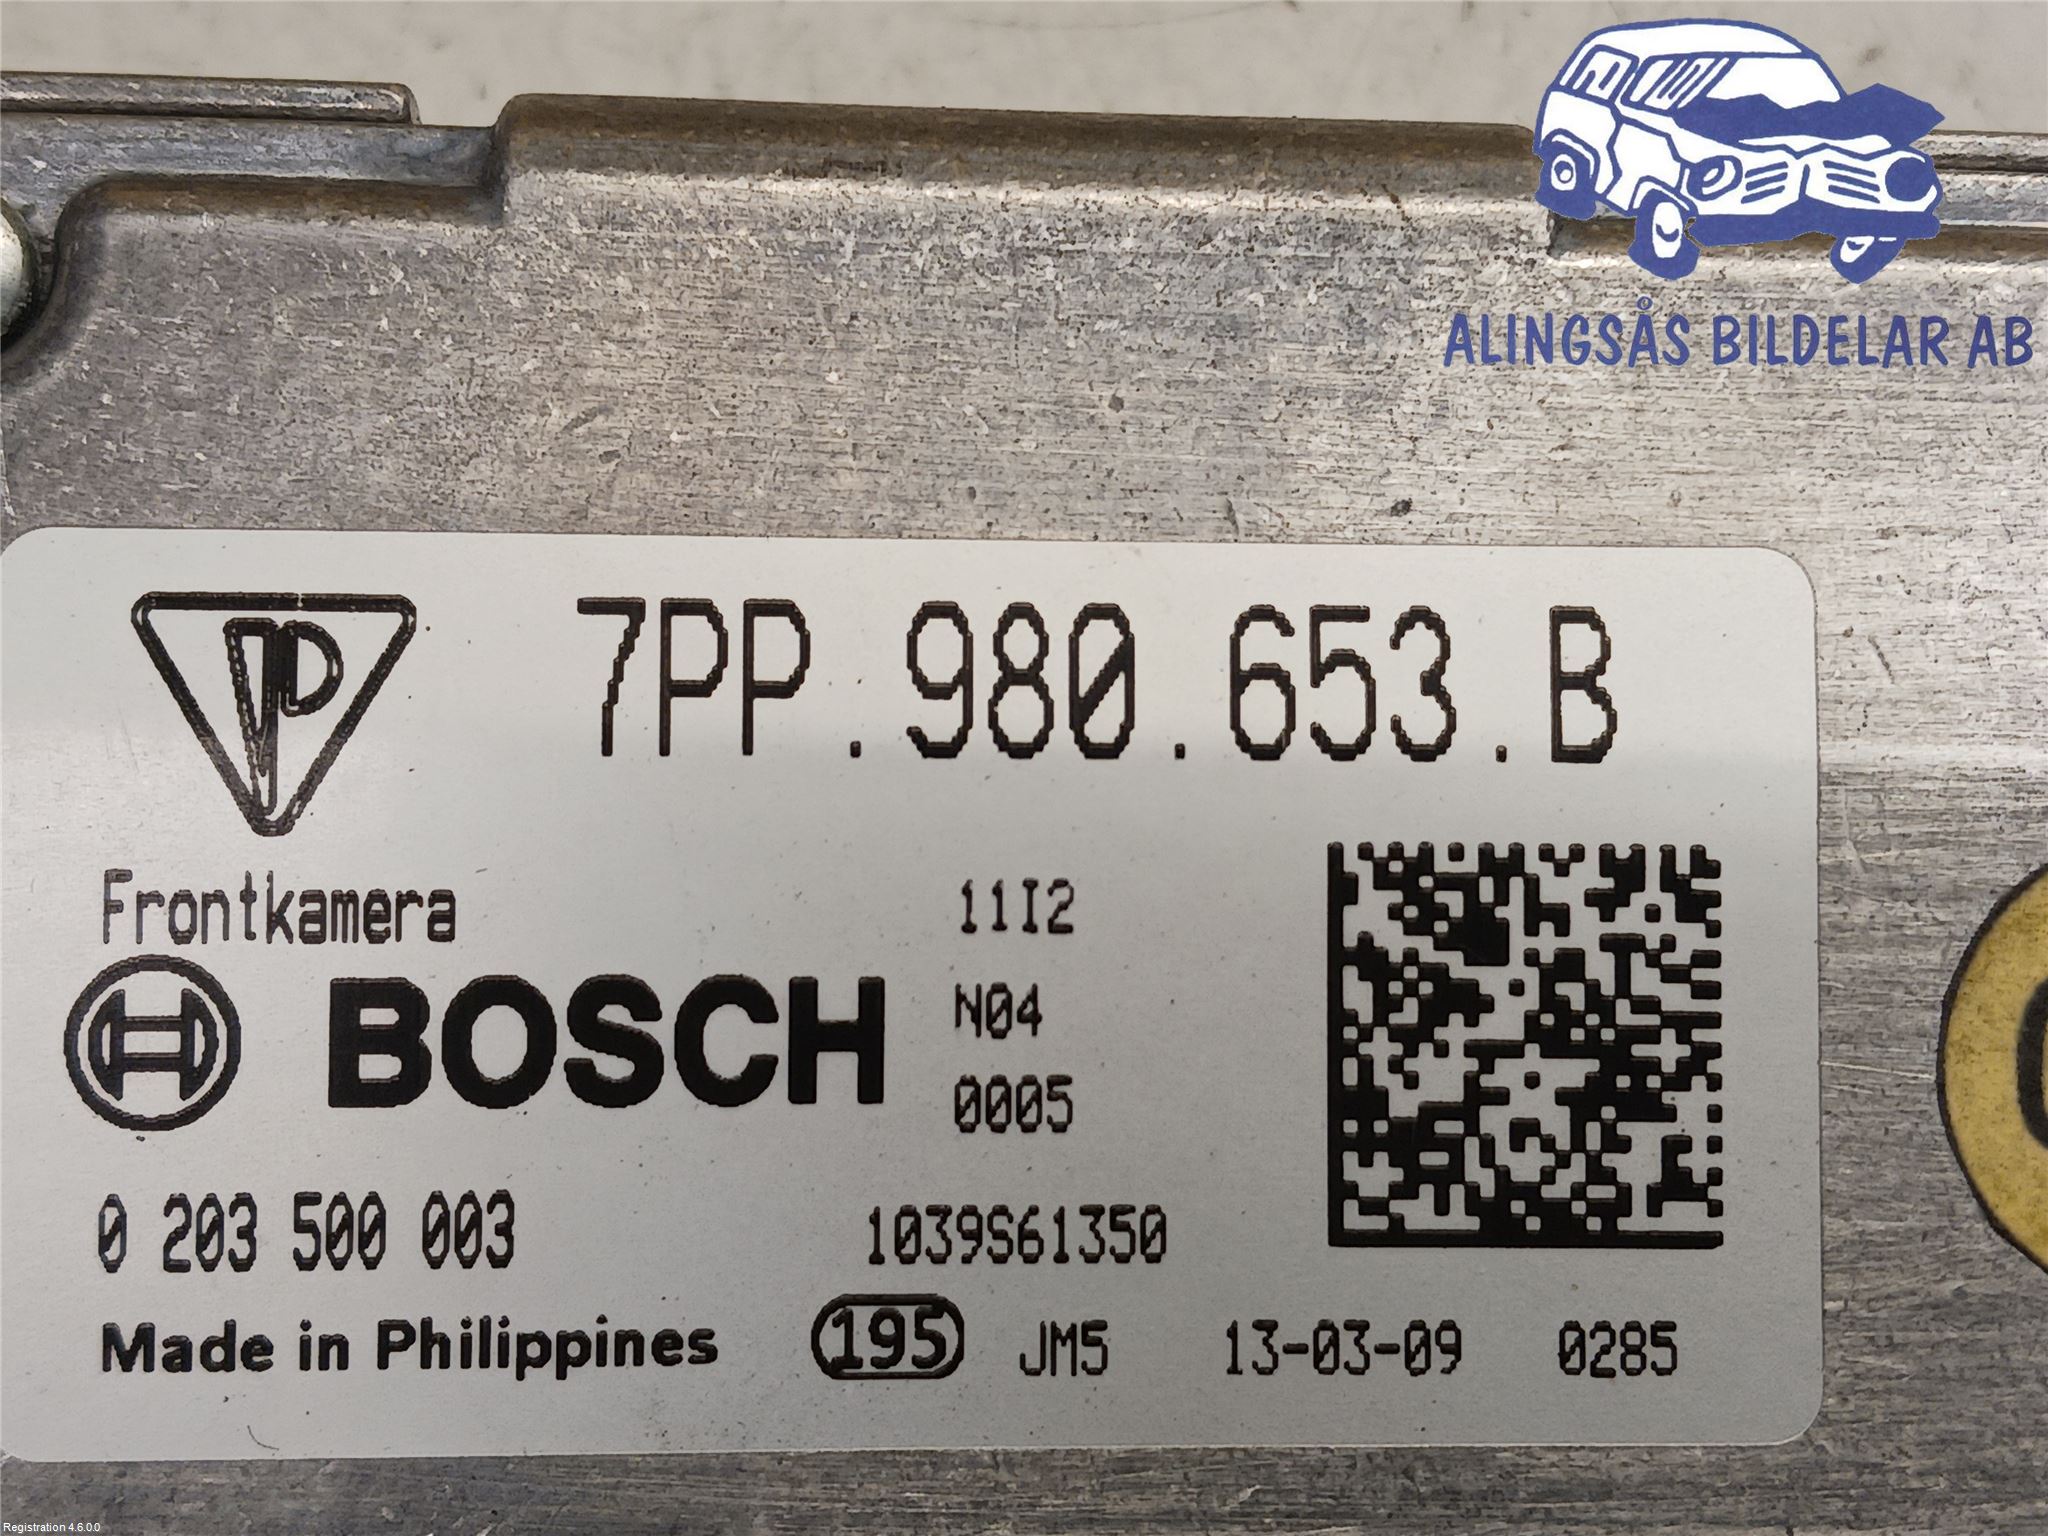 ALINGSÅS BILDELAR AB
7PP.980.653.B
Frontkamera
11I2
BOSCH
N04
0005
0 203 500 003
1039S61350
Made in Philippines
195
JM5
13-03-09
0285
Registration 4.6.0.0